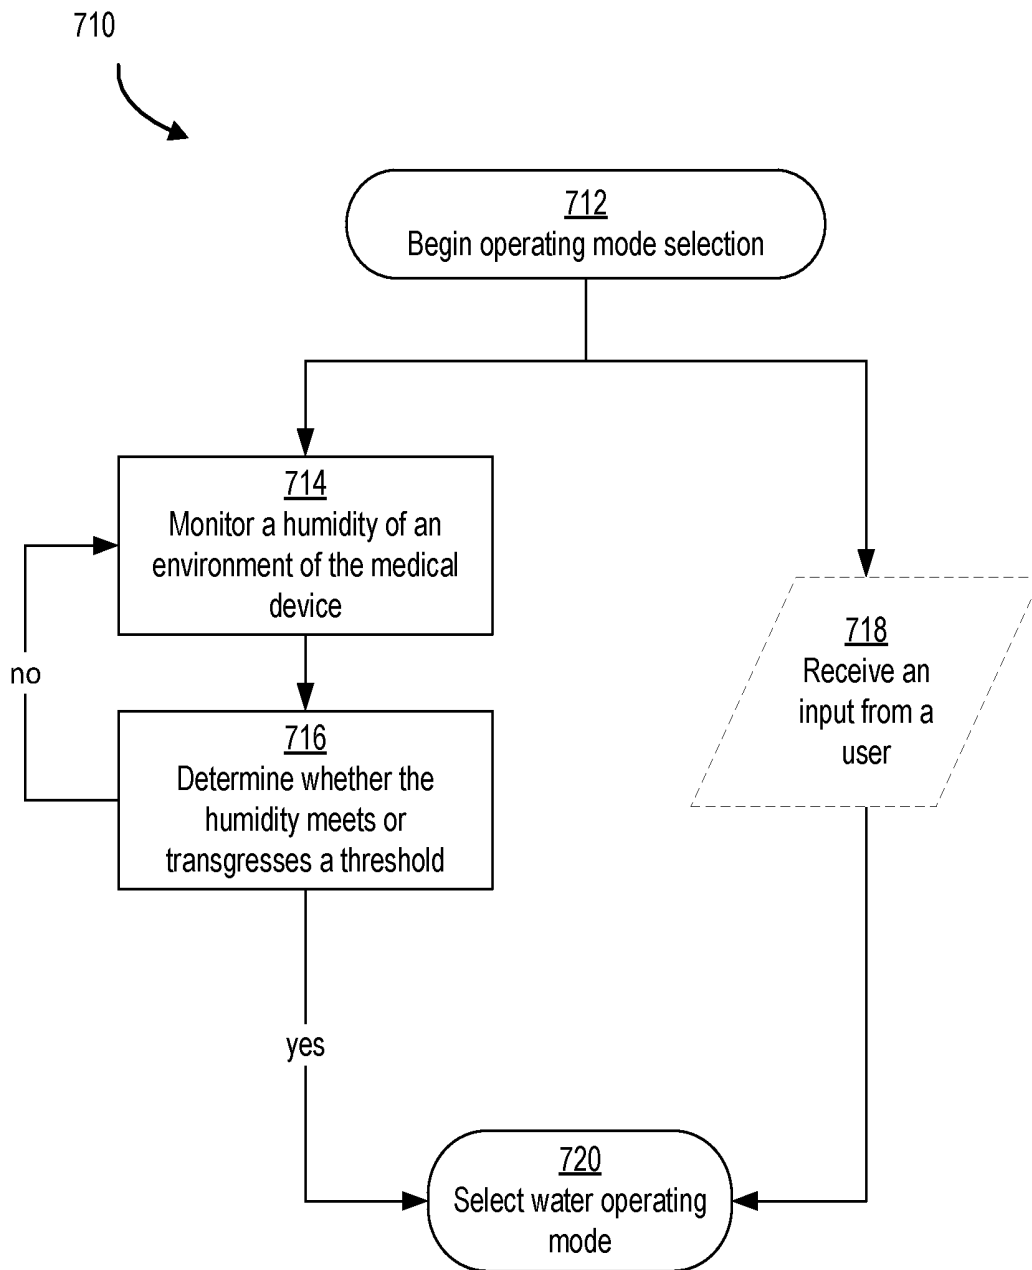 710
712
Begin operating mode selection
714
Monitor a humidity of an
environment of the medical
device
no
716
Determine whether the
humidity meets or
transgresses a threshold
718
Receive an
input from a
user
yes
720
Select water operating
mode